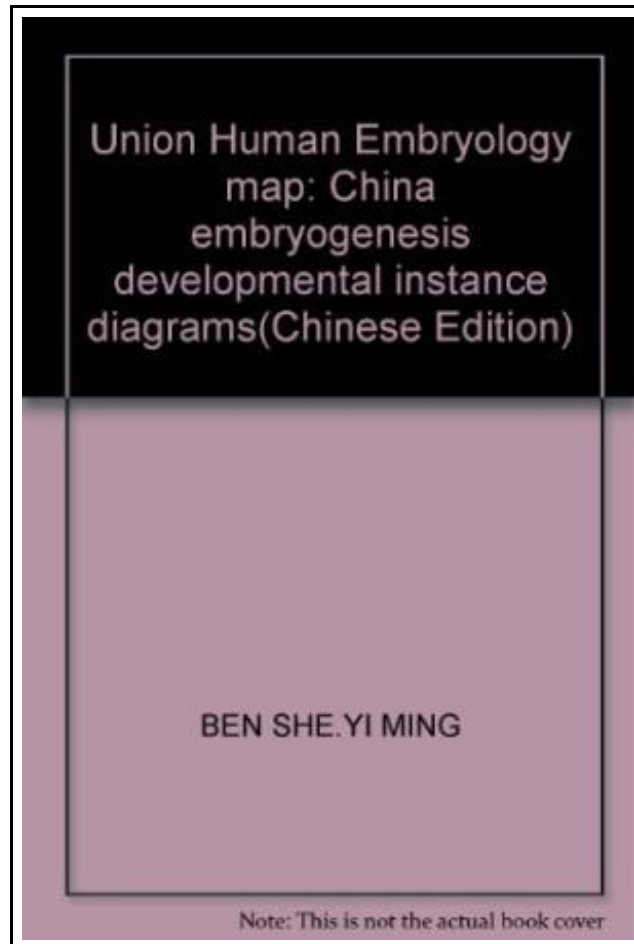 Union Human Embryology
map: China
embryogenesis
developmental instance
diagrams(Chinese Edition)
BEN SHE.YI MING
Note: This is not the actual book cover